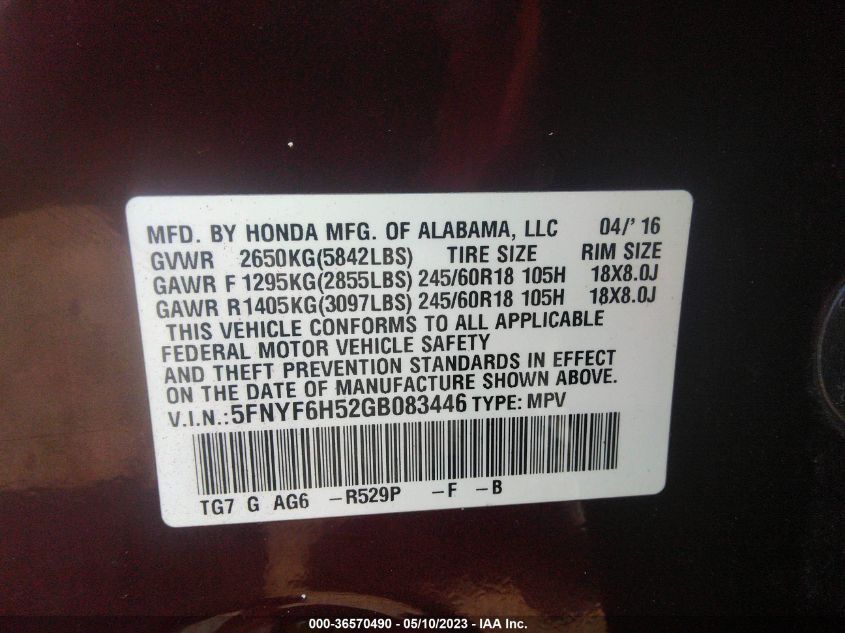 MFD. BY HONDA MFG. OF ALABAMA, LLC 04/' 16
GVWR 2650KG(5842LBS) TIRE SIZE RIM SIZE
GAWR F 1295KG(2855LBS) 245/60R18 105H 18X8.0J
GAWR R1405KG(3097LBS) 245/60R18 105H 18X8.0J
THIS VEHICLE CONFORMS TO ALL APPLICABLE
FEDERAL MOTOR VEHICLE SAFETY
AND THEFT PREVENTION STANDARDS IN EFFECT
ON THE DATE OF MANUFACTURE SHOWN ABOVE.
V.I.N.:5FNYF6H52GB083446 TYPE: MPV
TG7 G AG6 -R529P -F -B
000-36570490 - 05/10/2023 - IAA Inc.